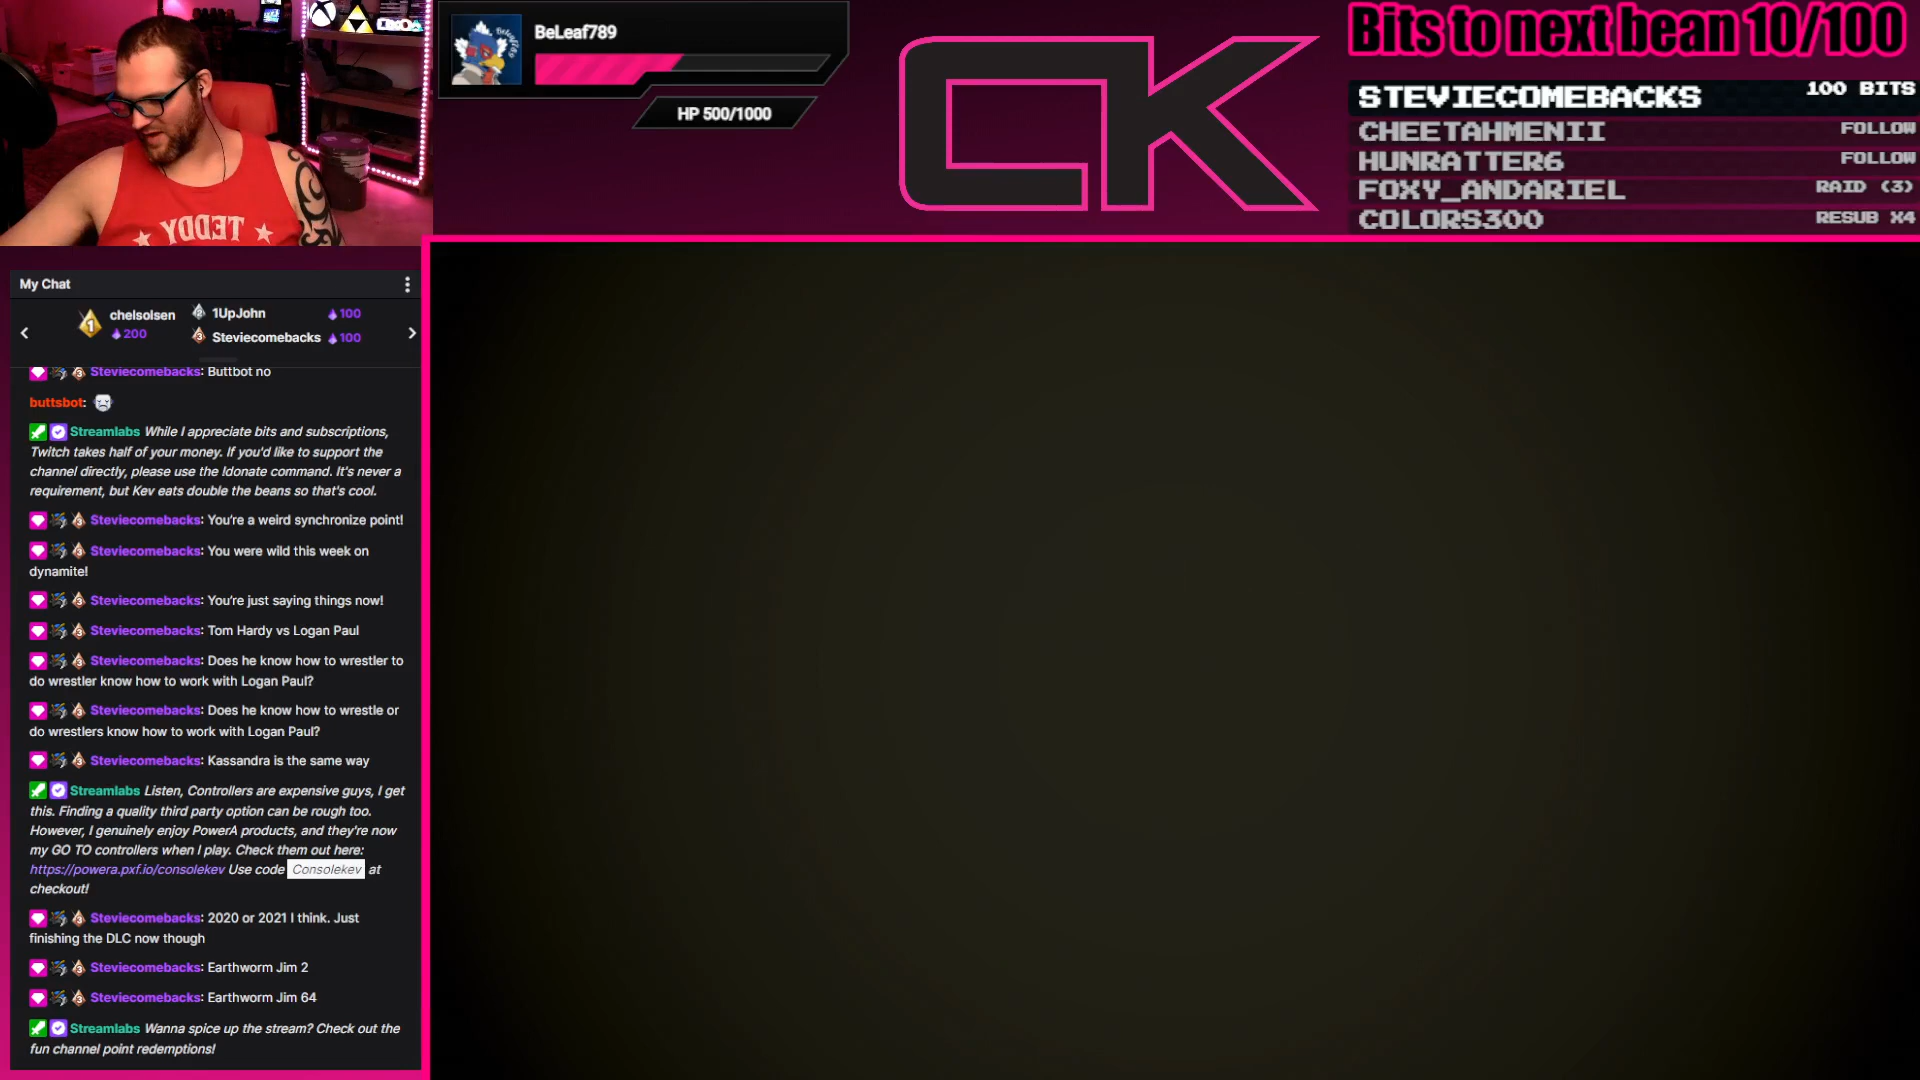 BeLeaf789
HP 500/1000
CK
Bits to next bean 10/100
STEVIECOMEBACKS 100 BITS
CHEETAHMENII FOLLOW
HUNRATTER6 FOLLOW
FOXY_ANDARIEL RAID (3)
COLORS300 RESUB X4
TEDDY
My Chat
chelsolsen 200
1UpJohn 100
Steviecomebacks 100
Steviecomebacks: Buttbot no
buttsbot:
Streamlabs While I appreciate bits and subscriptions,
Twitch takes half of your money. If you'd like to support the
channel directly, please use the !donate command. It's never a
requirement, but Kev eats double the beans so that's cool.
Steviecomebacks: You're a weird synchronize point!
Steviecomebacks: You were wild this week on
dynamite!
Steviecomebacks: You're just saying things now!
Steviecomebacks: Tom Hardy vs Logan Paul
Steviecomebacks: Does he know how to wrestler to
do wrestler know how to work with Logan Paul?
Steviecomebacks: Does he know how to wrestle or
do wrestlers know how to work with Logan Paul?
Steviecomebacks: Kassandra is the same way
Streamlabs Listen, Controllers are expensive guys, I get
this. Finding a quality third party option can be rough too.
However, I genuinely enjoy PowerA products, and they're now
my GO TO controllers when I play. Check them out here:
https://powera.pxf.io/consolekev Use code Consolekev at
checkout!
Steviecomebacks: 2020 or 2021 I think. Just
finishing the DLC now though
Steviecomebacks: Earthworm Jim 2
Steviecomebacks: Earthworm Jim 64
Streamlabs Wanna spice up the stream? Check out the
fun channel point redemptions!